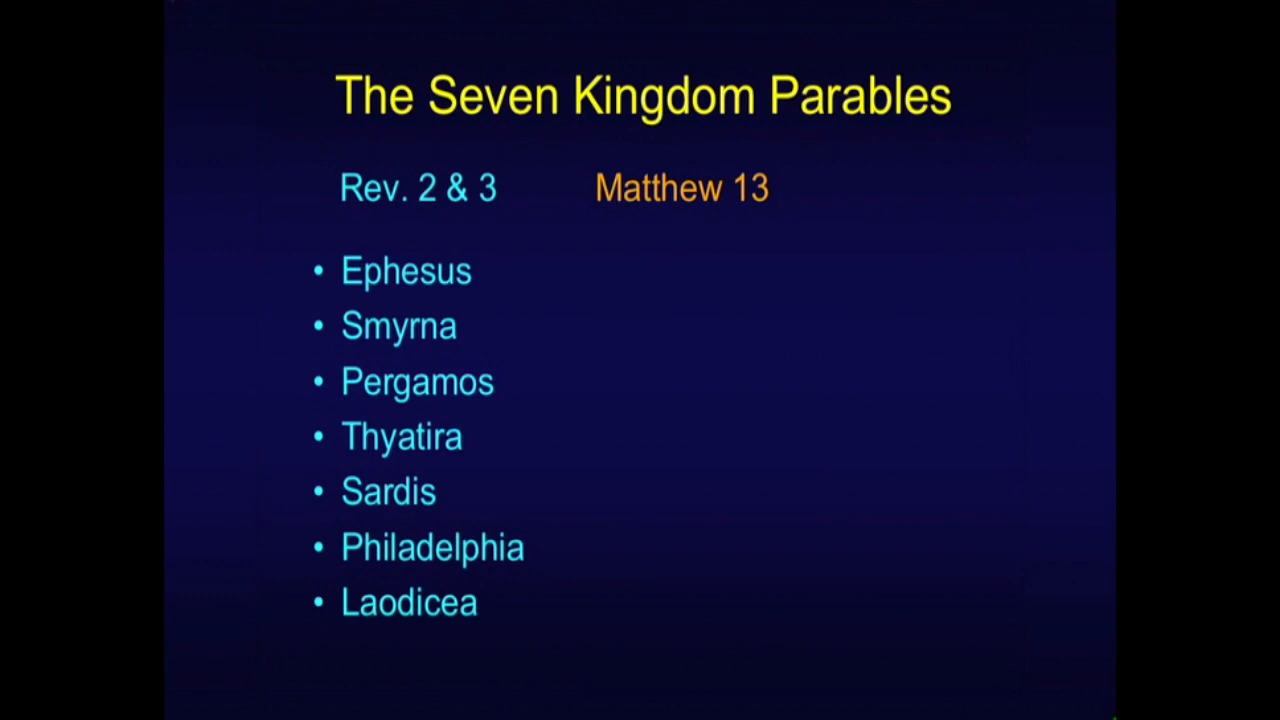 The Seven Kingdom Parables
Rev. 2 & 3 Matthew 13
• Ephesus
• Smyrna
• Pergamos
• Thyatira
• Sardis
• Philadelphia
• Laodicea